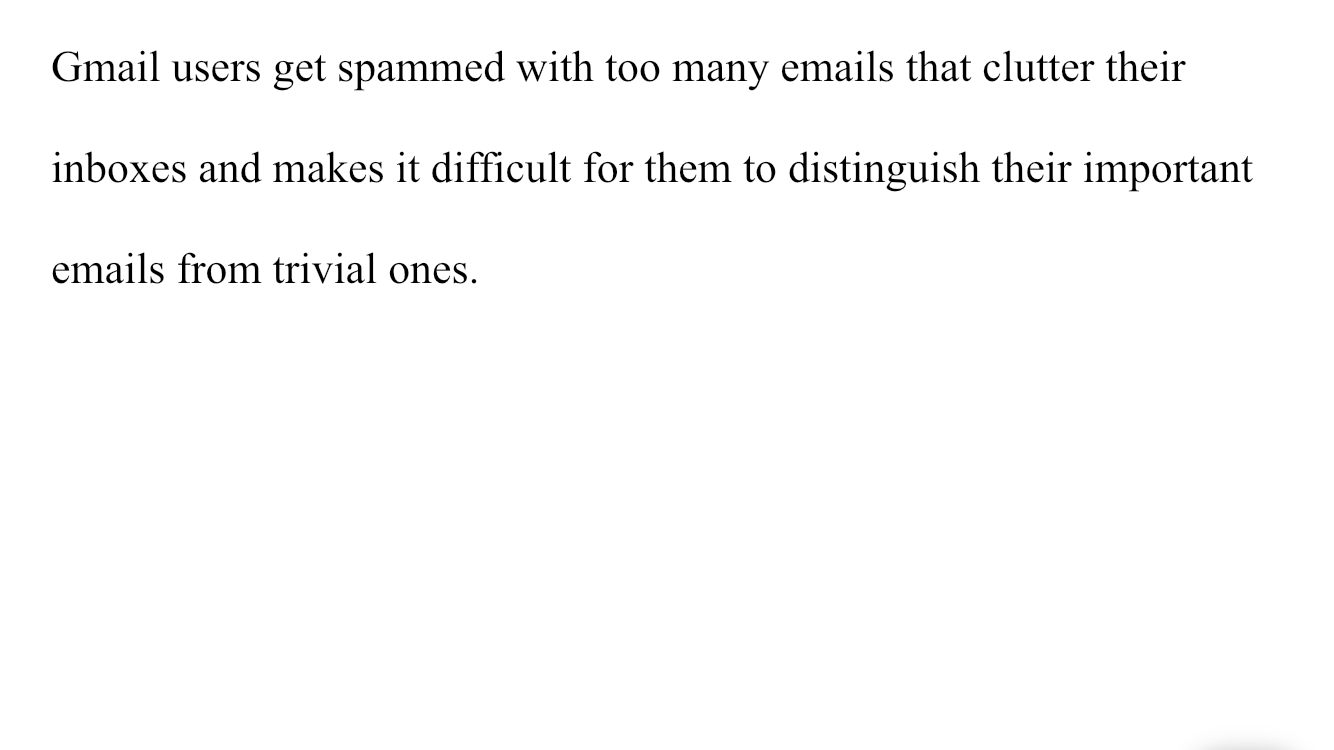 Gmail users get spammed with too many emails that clutter their
inboxes and makes it difficult for them to distinguish their important
emails from trivial ones.